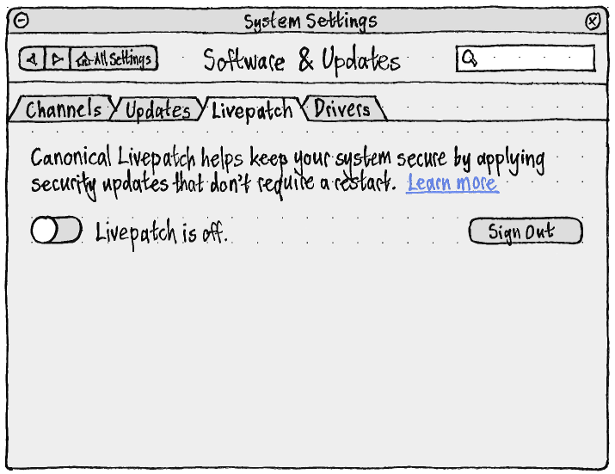 System Settings
All Settings
Software & Updates
Channels
Updates
Livepatch
Drivers
Canonical Livepatch helps keep your system secure by applying
security updates that don't require a restart. Learn more
Livepatch is off.
Sign Out